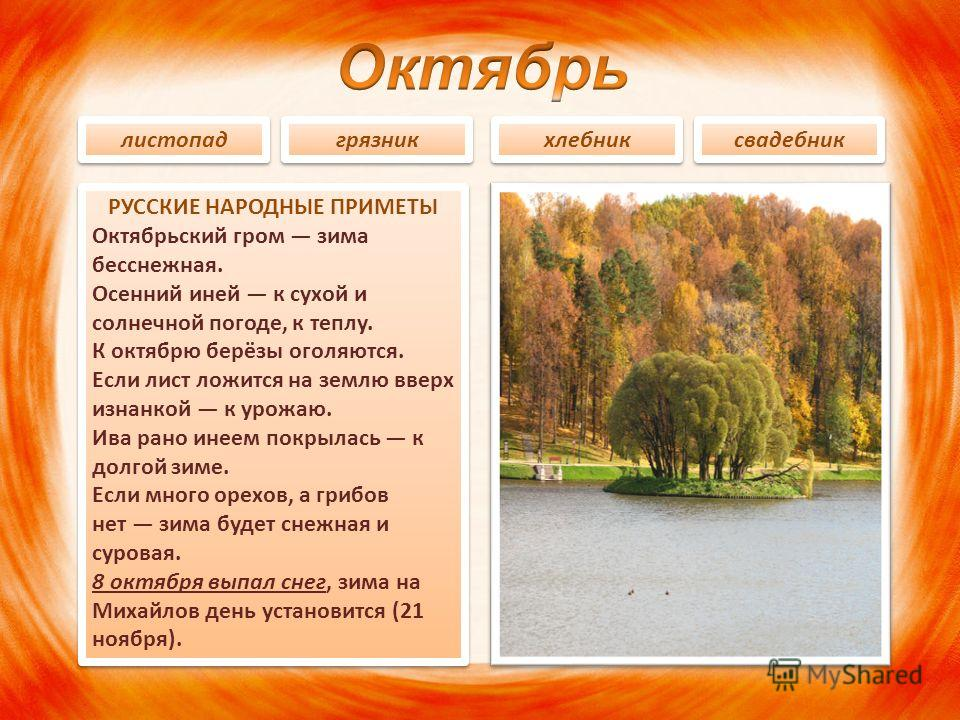 Октябрь
листопад
грязник
хлебник
свадебник
РУССКИЕ НАРОДНЫЕ ПРИМЕТЫ
Октябрьский гром — зима
бесснежная.
Осенний иней — к сухой и
солнечной погоде, к теплу.
К октябрю берёзы оголяются.
Если лист ложится на землю вверх
изнанкой — к урожаю.
Ива рано инеем покрылась — к
долгой зиме.
Если много орехов, а грибов
нет — зима будет снежная и
суровая.
8 октября выпал снег, зима на
Михайлов день установится (21
ноября).
MyShared